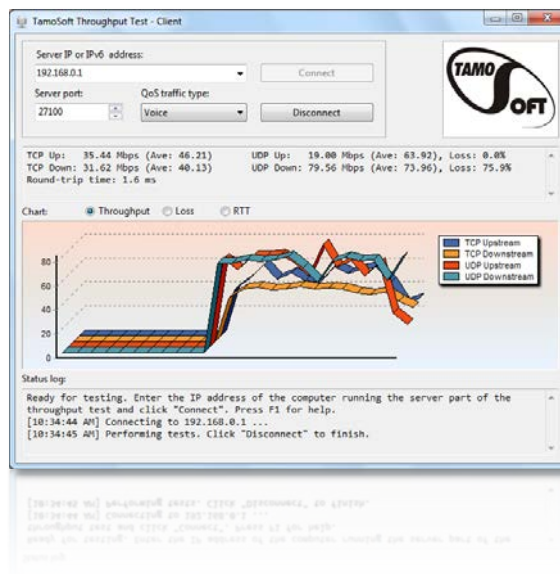 TamoSoft Throughput Test - Client
Server IP or IPv6 address:
192.168.0.1
Connect
Server port:
QoS traffic type:
27100
Voice
Disconnect
TAMO
SOFT
TCP Up: 35.44 Mbps (Ave: 46.21) UDP Up: 19.00 Mbps (Ave: 63.92), Loss: 0.0%
TCP Down: 31.62 Mbps (Ave: 40.13) UDP Down: 79.56 Mbps (Ave: 73.96), Loss: 75.9%
Round-trip time: 1.6 ms
Chart: Throughput Loss RTT
80
60
40
20
0
TCP Upstream
TCP Downstream
UDP Upstream
UDP Downstream
Status log:
Ready for testing. Enter the IP address of the computer running the server part of the
throughput test and click "Connect". Press F1 for help.
[10:34:44 AM] Connecting to 192.168.0.1 ...
[10:34:45 AM] Performing tests. Click "Disconnect" to finish.